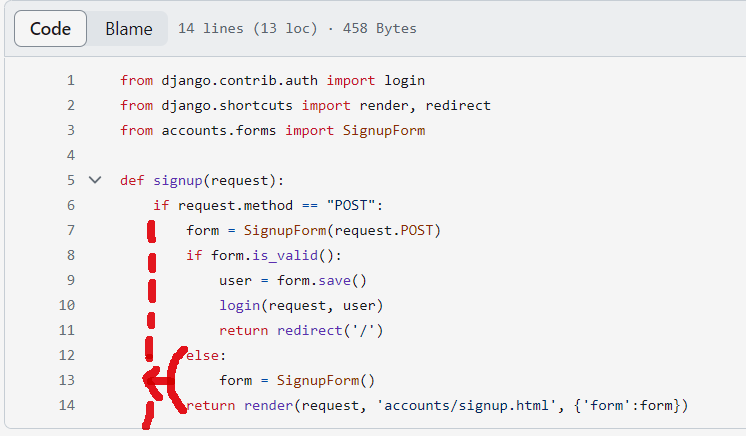 Code Blame 14 lines (13 loc) · 458 Bytes
1 from django.contrib.auth import login
2 from django.shortcuts import render, redirect
3 from accounts.forms import SignupForm
4
5 def signup(request):
6     if request.method == "POST":
7         form = SignupForm(request.POST)
8         if form.is_valid():
9             user = form.save()
10             login(request, user)
11             return redirect('/')
12         else:
13             form = SignupForm()
14         return render(request, 'accounts/signup.html', {'form':form})